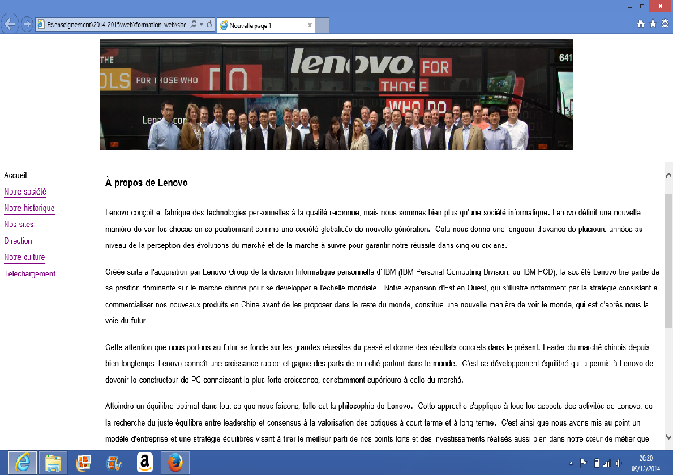 Nouvelle page 1
THE
OLS FOR THOSE WHO DO
lenovo FOR
THOSE
WHO DO
641
Lenovo.com
Accueil
Notre société
Notre historique
Nos sites
Direction
Notre culture
Téléchargement
À propos de Lenovo
Lenovo conçoit et fabrique des technologies personnelles à la qualité reconnue, mais nous sommes bien plus qu'une société informatique. Lenovo définit une nouvelle
manière de voir les choses en se positionnant comme une société globalisée de nouvelle génération. Cela nous donne une longueur d'avance de plusieurs années au
niveau de la perception des évolutions du marché et de la marche à suivre pour garantir notre réussite dans cinq ou dix ans.
Créée suite à l'acquisition par Lenovo Group de la division Informatique personnelle d'IBM (IBM Personal Computing Division, ou IBM PCD), la société Lenovo tire partie de
sa position dominante sur le marché chinois pour se développer à l'échelle mondiale. Notre expansion d'Est en Ouest, qui s'illustre notamment par la stratégie consistant à
commercialiser nos nouveaux produits en Chine avant de les proposer dans le reste du monde, constitue une nouvelle manière de voir le monde, qui est d'après nous la
voie du futur.
Cette attention que nous portons au futur se fonde sur les grandes réussites du passé et donne des résultats concrets dans le présent. Leader du marché chinois depuis
bien longtemps, Lenovo connaît une croissance rapide et gagne des parts de marché partout dans le monde. C'est ce développement équilibré qui a permis à Lenovo de
devenir le constructeur de PC connaissant la plus forte croissance, constamment supérieure à celle du marché.
Atteindre un équilibre optimal dans tout ce que nous faisons, telle est la philosophie de Lenovo. Cette approche s'applique à tous les aspects des activités de Lenovo, de
la recherche du juste équilibre entre leadership et consensus à la valorisation des optiques à court terme et à long terme. C'est ainsi que nous avons mis au point un
modèle d'entreprise et une stratégie équilibrés visant à tirer le meilleur parti de nos points forts et des investissements réalisés aussi bien dans notre cœur de métier que
20:20
05/12/2014